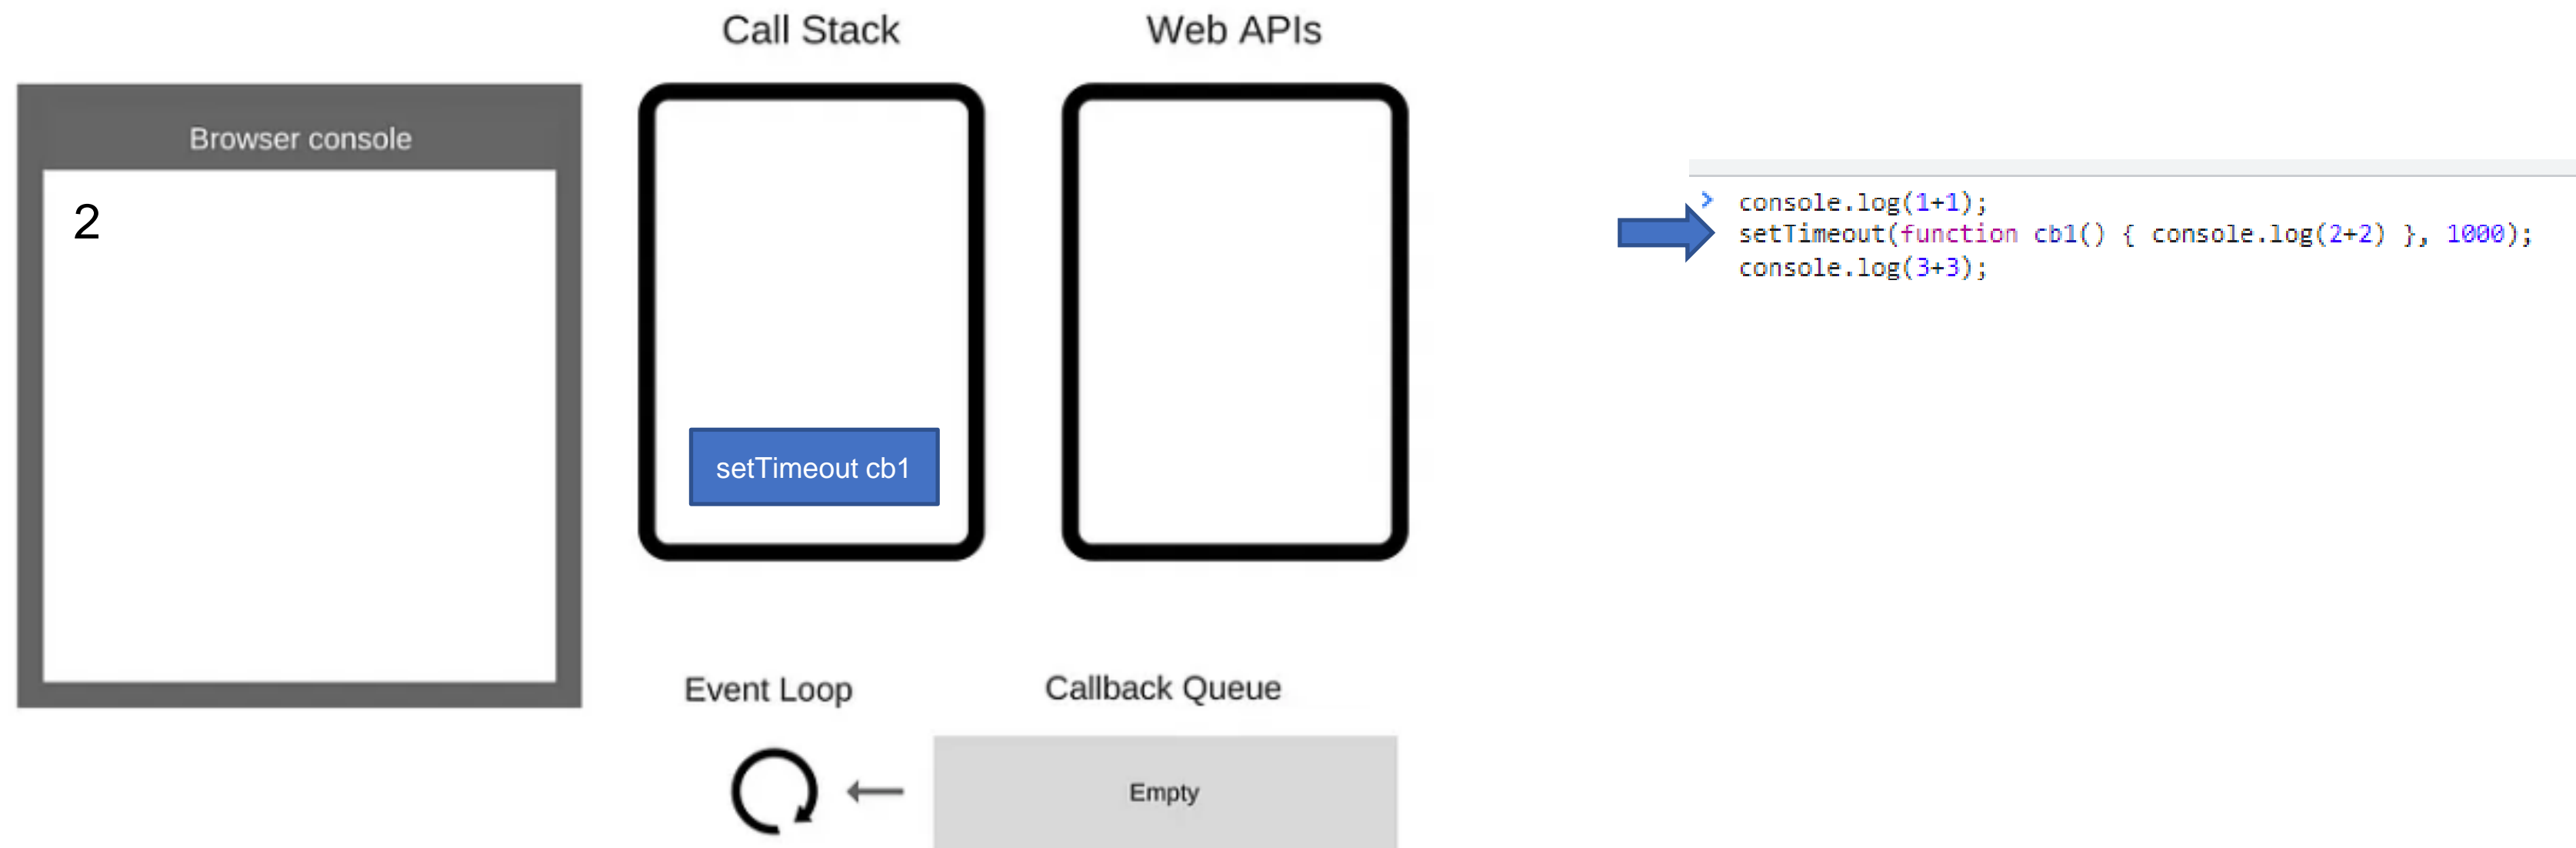 Call Stack
Web APIs
Browser console
2
setTimeout cb1
> console.log(1+1);
setTimeout(function cb1() { console.log(2+2) }, 1000);
console.log(3+3);
Event Loop
Callback Queue
Empty